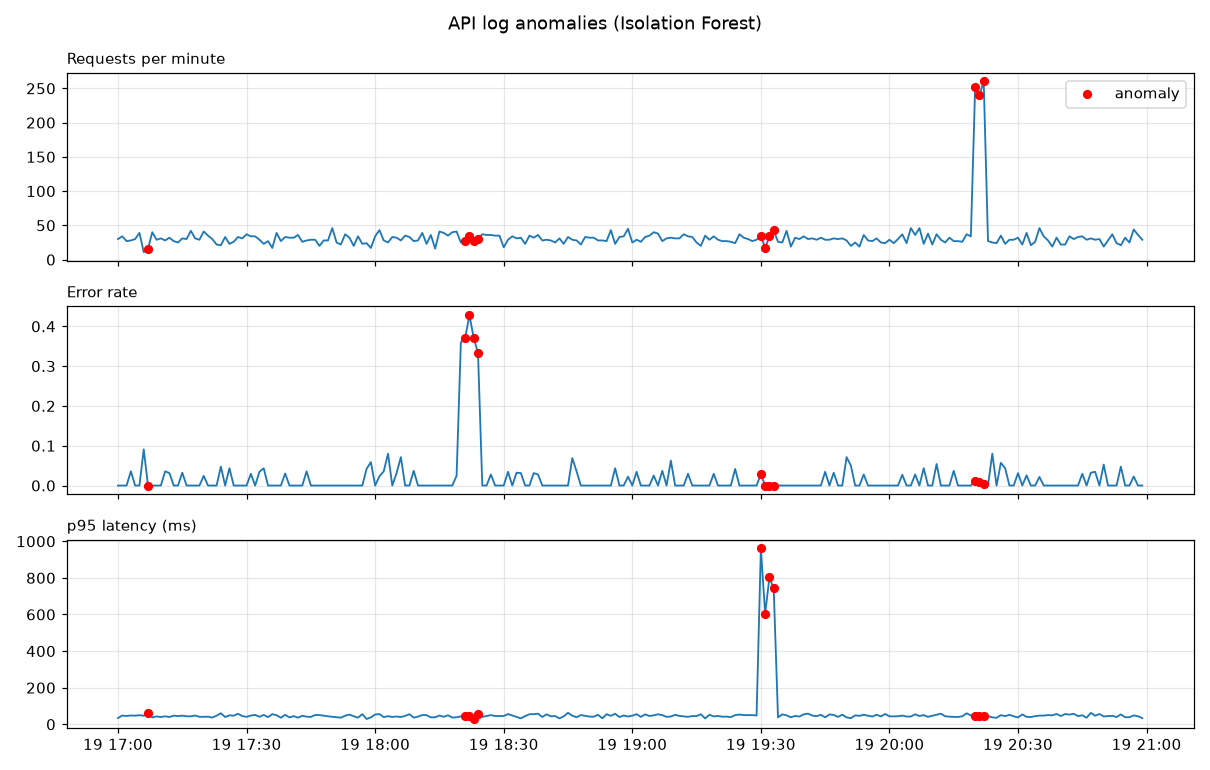 API log anomalies (Isolation Forest)
Requests per minute
250
200
150
100
50
0
anomaly
Error rate
0.4
0.3
0.2
0.1
0.0
p95 latency (ms)
1000
800
600
400
200
0
19 17:00 19 17:30 19 18:00 19 18:30 19 19:00 19 19:30 19 20:00 19 20:30 19 21:00